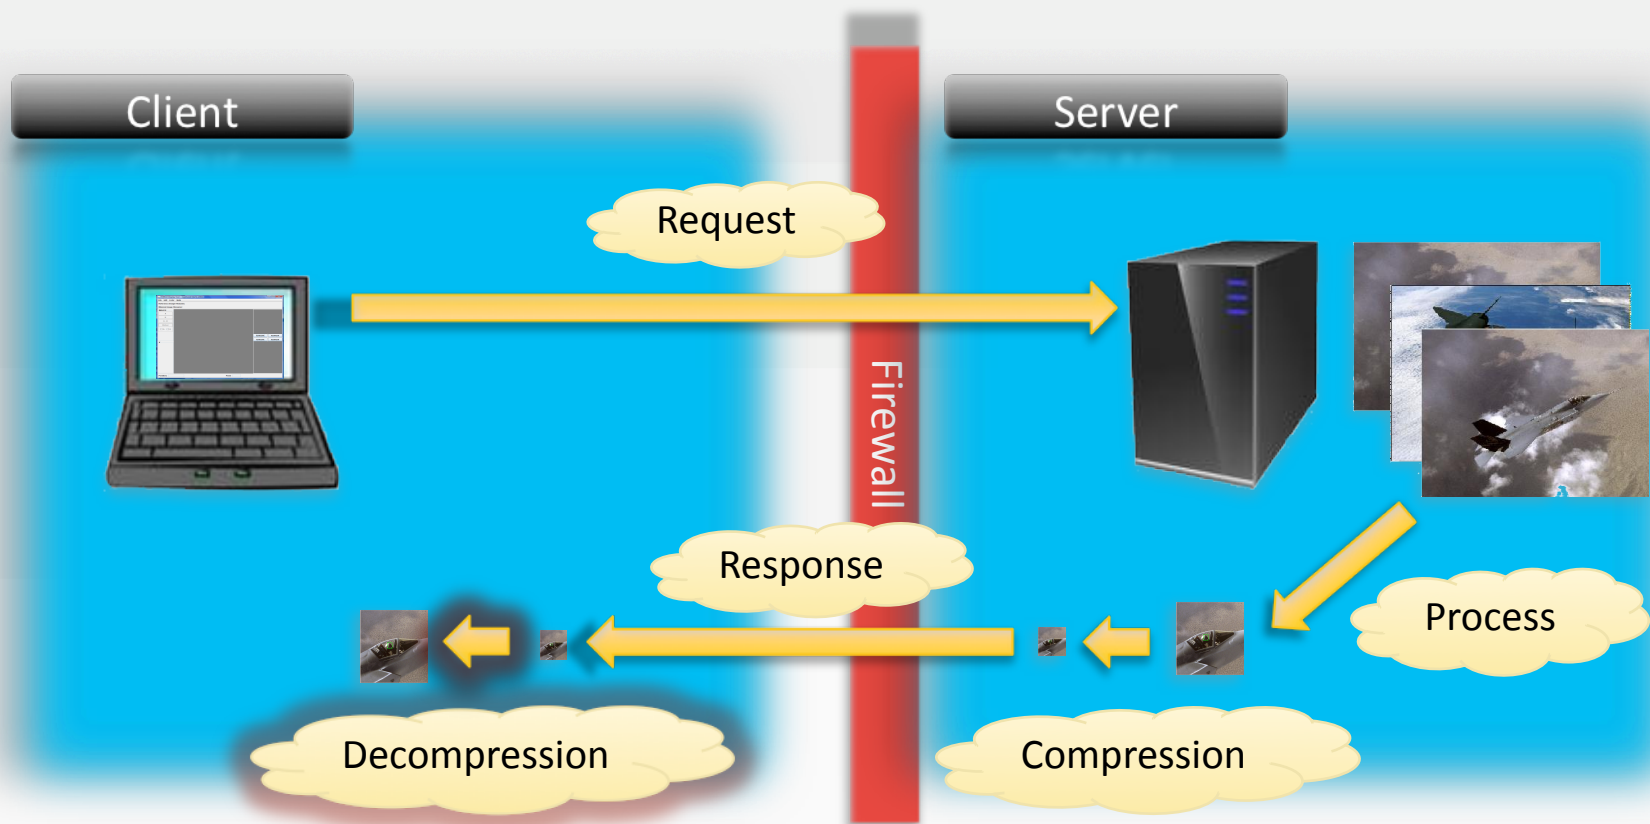 Client
Server
Request
Firewall
Response
Process
Decompression
Compression